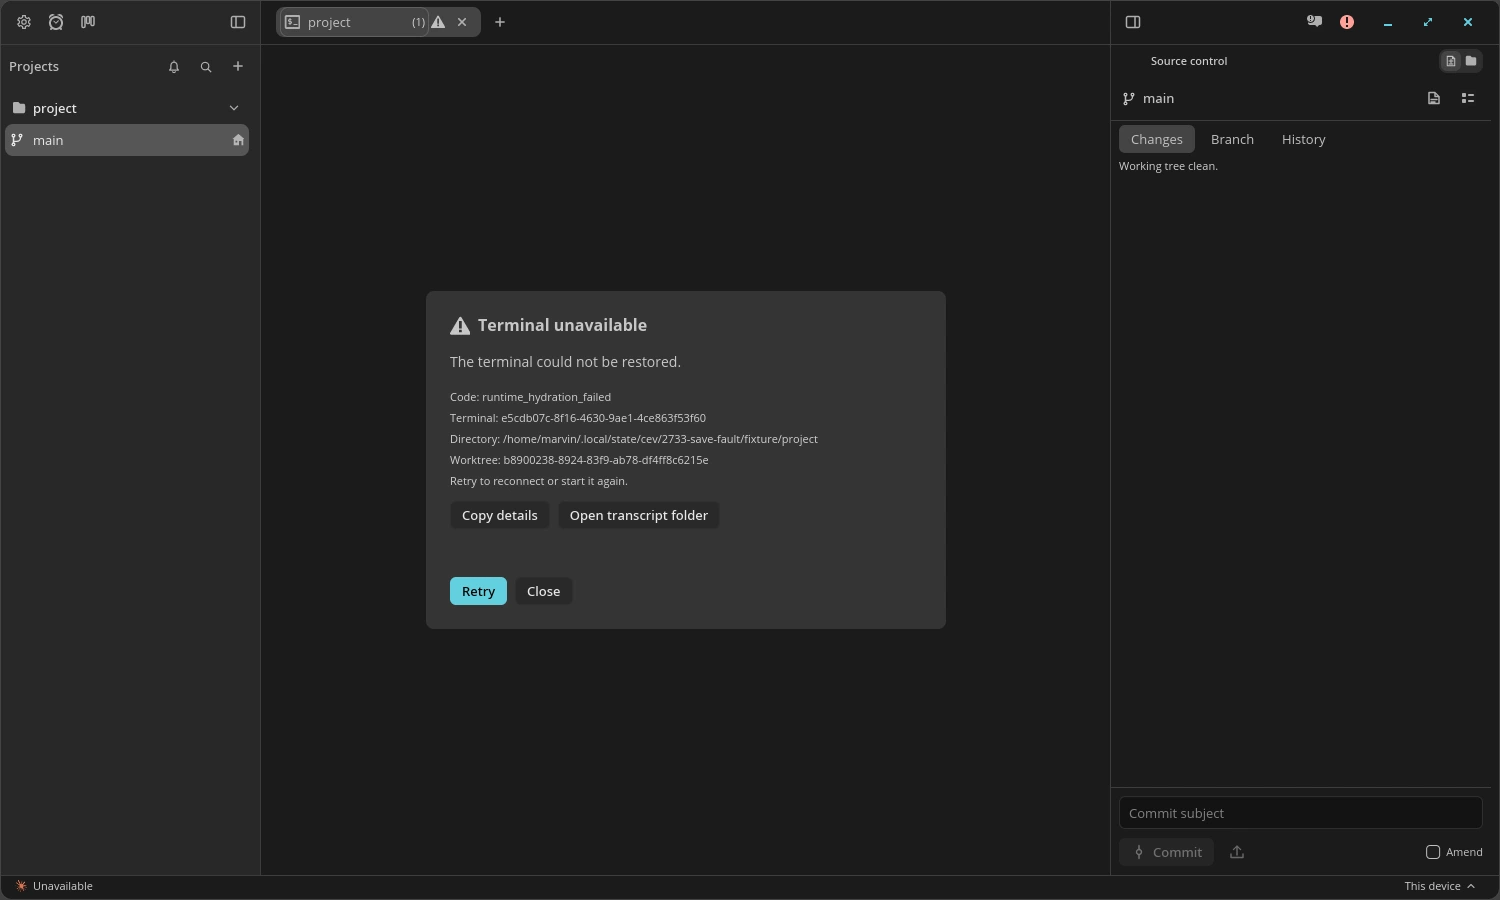 project (1)
Projects
project
main
Terminal unavailable
The terminal could not be restored.
Code: runtime_hydration_failed
Terminal: e5cdb07c-8f16-4630-9ae1-4ce863f53f60
Directory: /home/marvin/.local/state/cev/2733-save-fault/fixture/project
Worktree: b8900238-8924-83f9-ab78-df4ff8c6215e
Retry to reconnect or start it again.
Copy details Open transcript folder
Retry Close
Source control
main
Changes Branch History
Working tree clean.
Commit subject
Commit Amend
Unavailable
This device